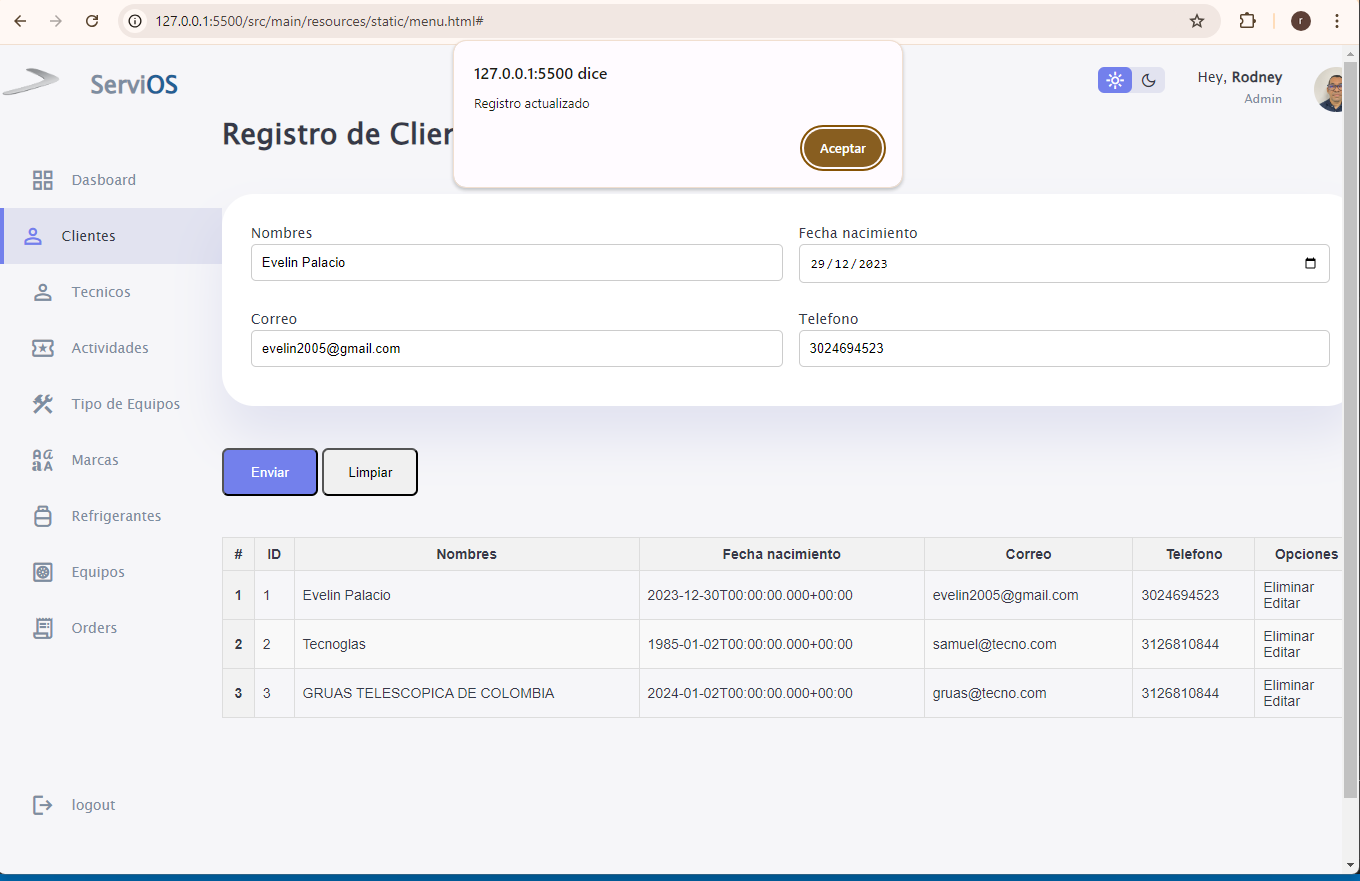 127.0.0.1:5500/src/main/resources/static/menu.html#
r
127.0.0.1:5500 dice
Registro actualizado
Aceptar
ServiOS
Hey, Rodney
Admin
Registro de Clien
Dasboard
Clientes
Tecnicos
Actividades
Tipo de Equipos
Marcas
Refrigerantes
Equipos
Orders
logout
Nombres
Evelin Palacio
Fecha nacimiento
29/12/2023
Correo
evelin2005@gmail.com
Telefono
3024694523
Enviar
Limpiar
# ID Nombres Fecha nacimiento Correo Telefono Opciones
1 1 Evelin Palacio 2023-12-30T00:00:00.000+00:00 evelin2005@gmail.com 3024694523 Eliminar
Editar
2 2 Tecnoglas 1985-01-02T00:00:00.000+00:00 samuel@tecno.com 3126810844 Eliminar
Editar
3 3 GRUAS TELESCOPICA DE COLOMBIA 2024-01-02T00:00:00.000+00:00 gruas@tecno.com 3126810844 Eliminar
Editar